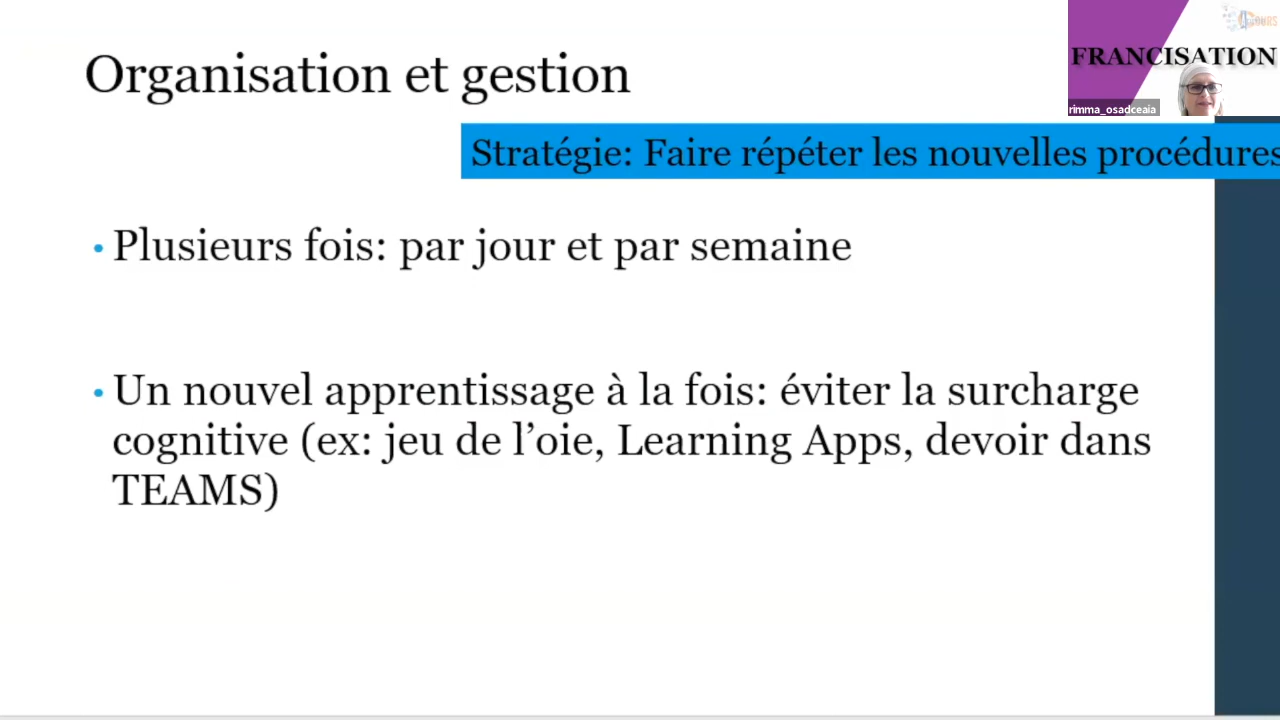 Organisation et gestion
FRANCISATION
rimma_osadceaia
Stratégie: Faire répéter les nouvelles procédures
• Plusieurs fois: par jour et par semaine
• Un nouvel apprentissage à la fois: éviter la surcharge
cognitive (ex: jeu de l’oie, Learning Apps, devoir dans
TEAMS)